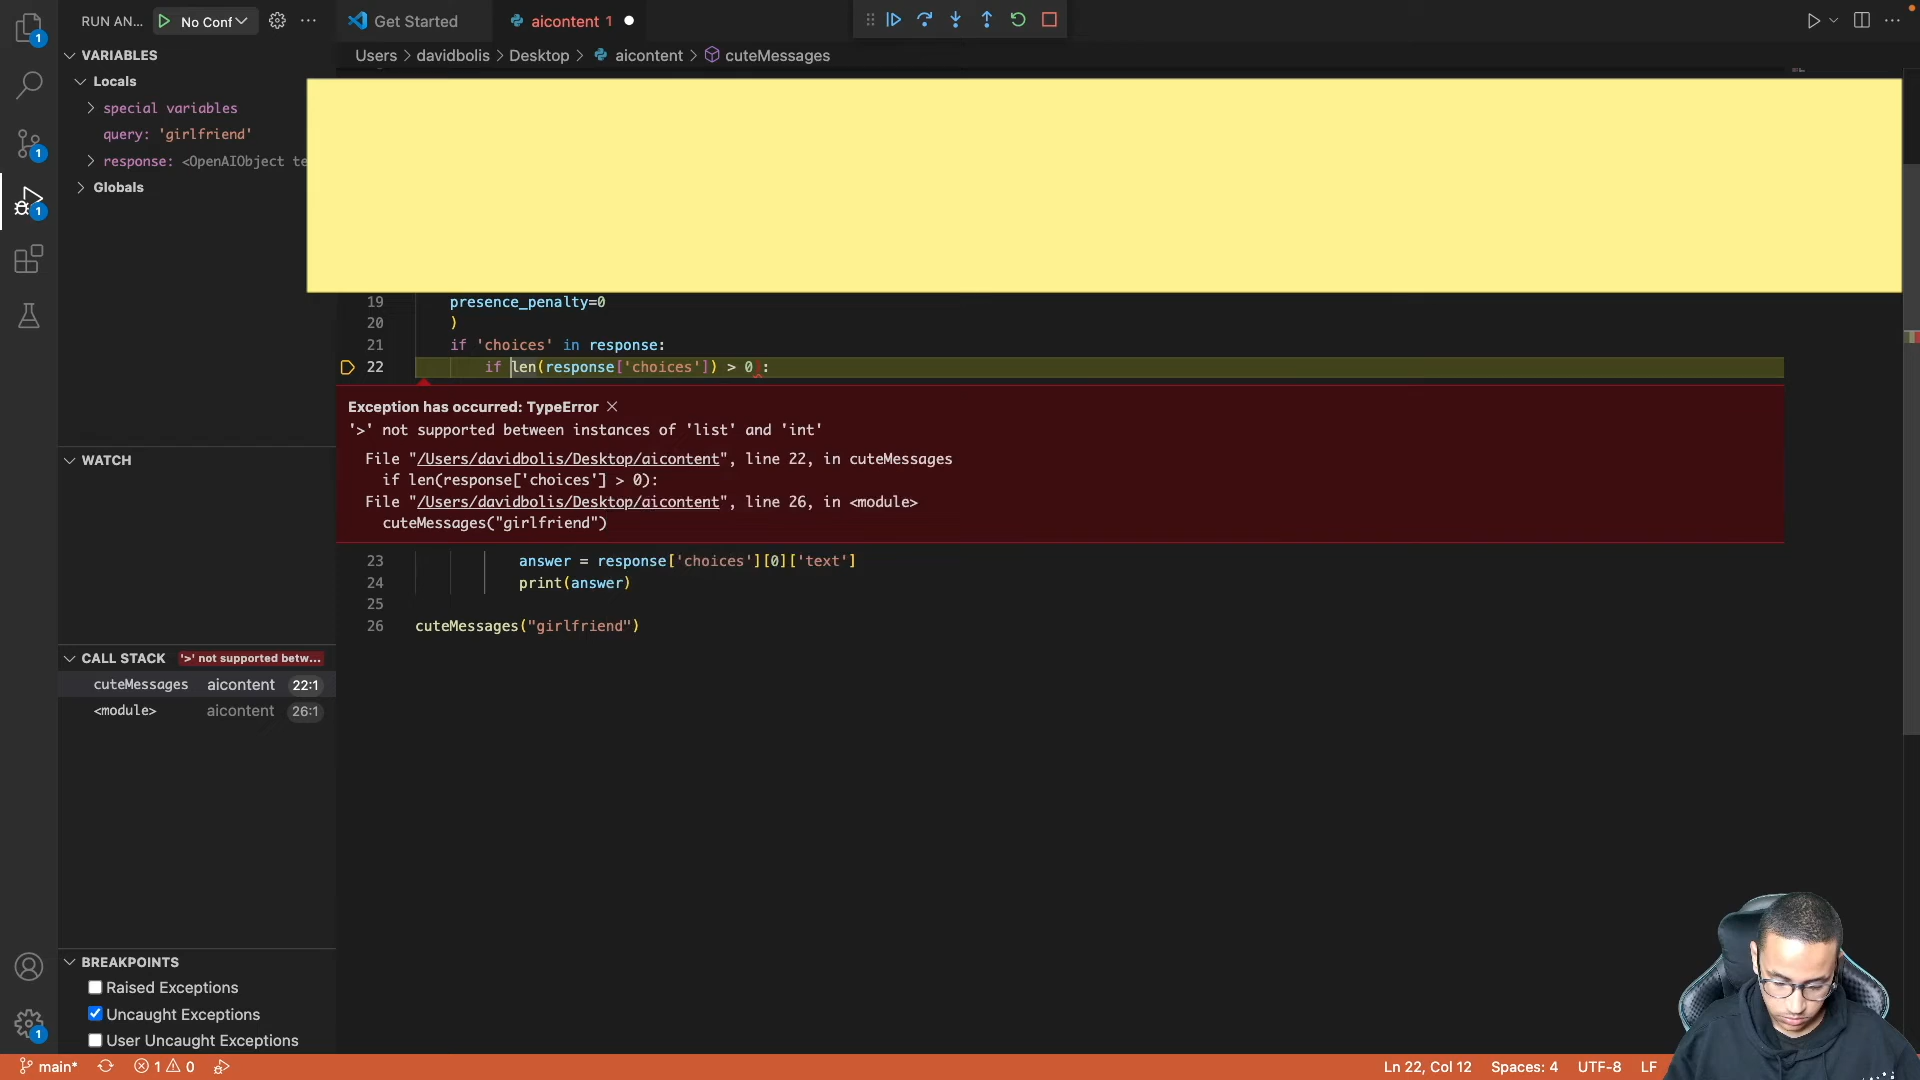 RUN AN... No Conf ···
Get Started
aicontent 1
VARIABLES
Users > davidbolis > Desktop > aicontent > cuteMessages
Locals
special variables
query: 'girlfriend'
response: <OpenAIObject te
Globals
19 presence_penalty=0
20 )
21 if 'choices' in response:
22 if len(response['choices']) > 0 :
Exception has occurred: TypeError
'>' not supported between instances of 'list' and 'int'
File "/Users/davidbolis/Desktop/aicontent", line 22, in cuteMessages
if len(response['choices'] > 0):
File "/Users/davidbolis/Desktop/aicontent", line 26, in <module>
cuteMessages("girlfriend")
23 answer = response['choices'][0]['text']
24 print(answer)
25
26 cuteMessages("girlfriend")
WATCH
CALL STACK '>' not supported betw...
cuteMessages aicontent 22:1
<module> aicontent 26:1
BREAKPOINTS
Raised Exceptions
Uncaught Exceptions
User Uncaught Exceptions
1
1
1
1
main* 1 0 Ln 22, Col 12 Spaces: 4 UTF-8 LF